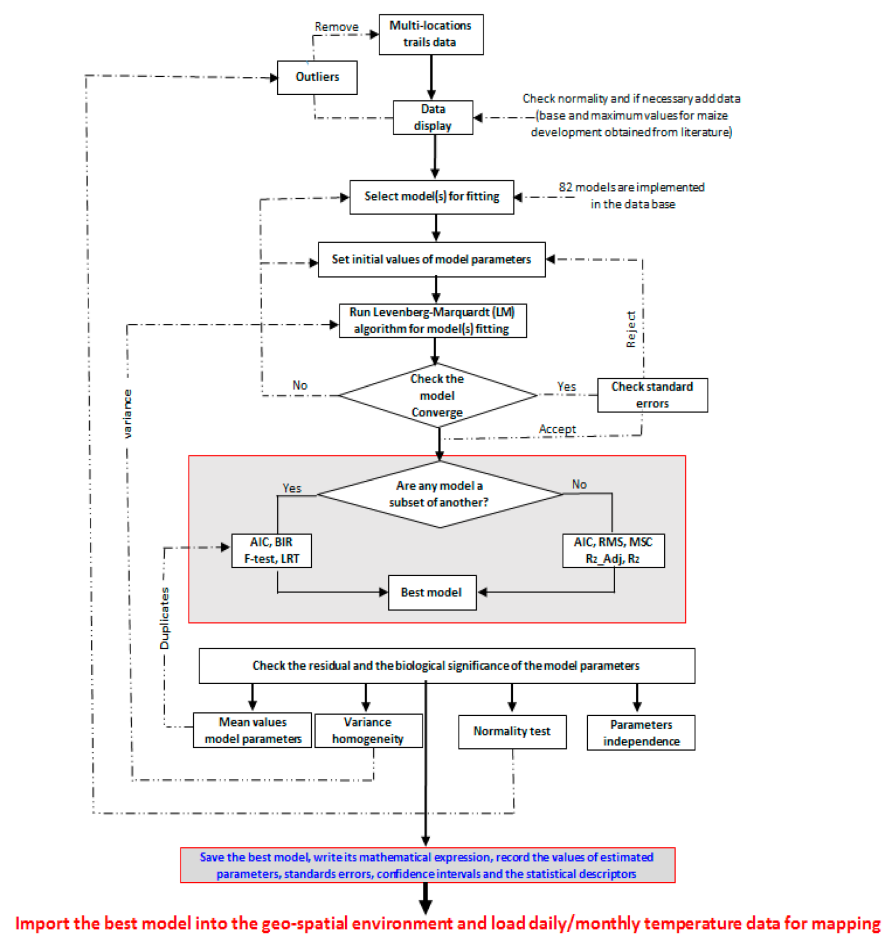 Remove
Multi-locations
trails data
Outliers
Data
display
Check normality and if necessary add data
(base and maximum values for maize
development obtained from literature)
Select model(s) for fitting
82 models are implemented
in the data base
Set initial values of model parameters
Run Levenberg-Marquardt (LM)
algorithm for model(s) fitting
Reject
Check the
model
Converge
No
Yes
Check standard
errors
variance
Accept
Are any model a
subset of another?
Yes
No
AIC, BIR
F-test, LRT
AIC, RMS, MSC
R2_Adj, R2
Best model
Duplicates
Check the residual and the biological significance of the model parameters
Mean values
model parameters
Variance
homogeneity
Normality test
Parameters
independence
Save the best model, write its mathematical expression, record the values of estimated
parameters, standards errors, confidence intervals and the statistical descriptors
Import the best model into the geo-spatial environment and load daily/monthly temperature data for mapping